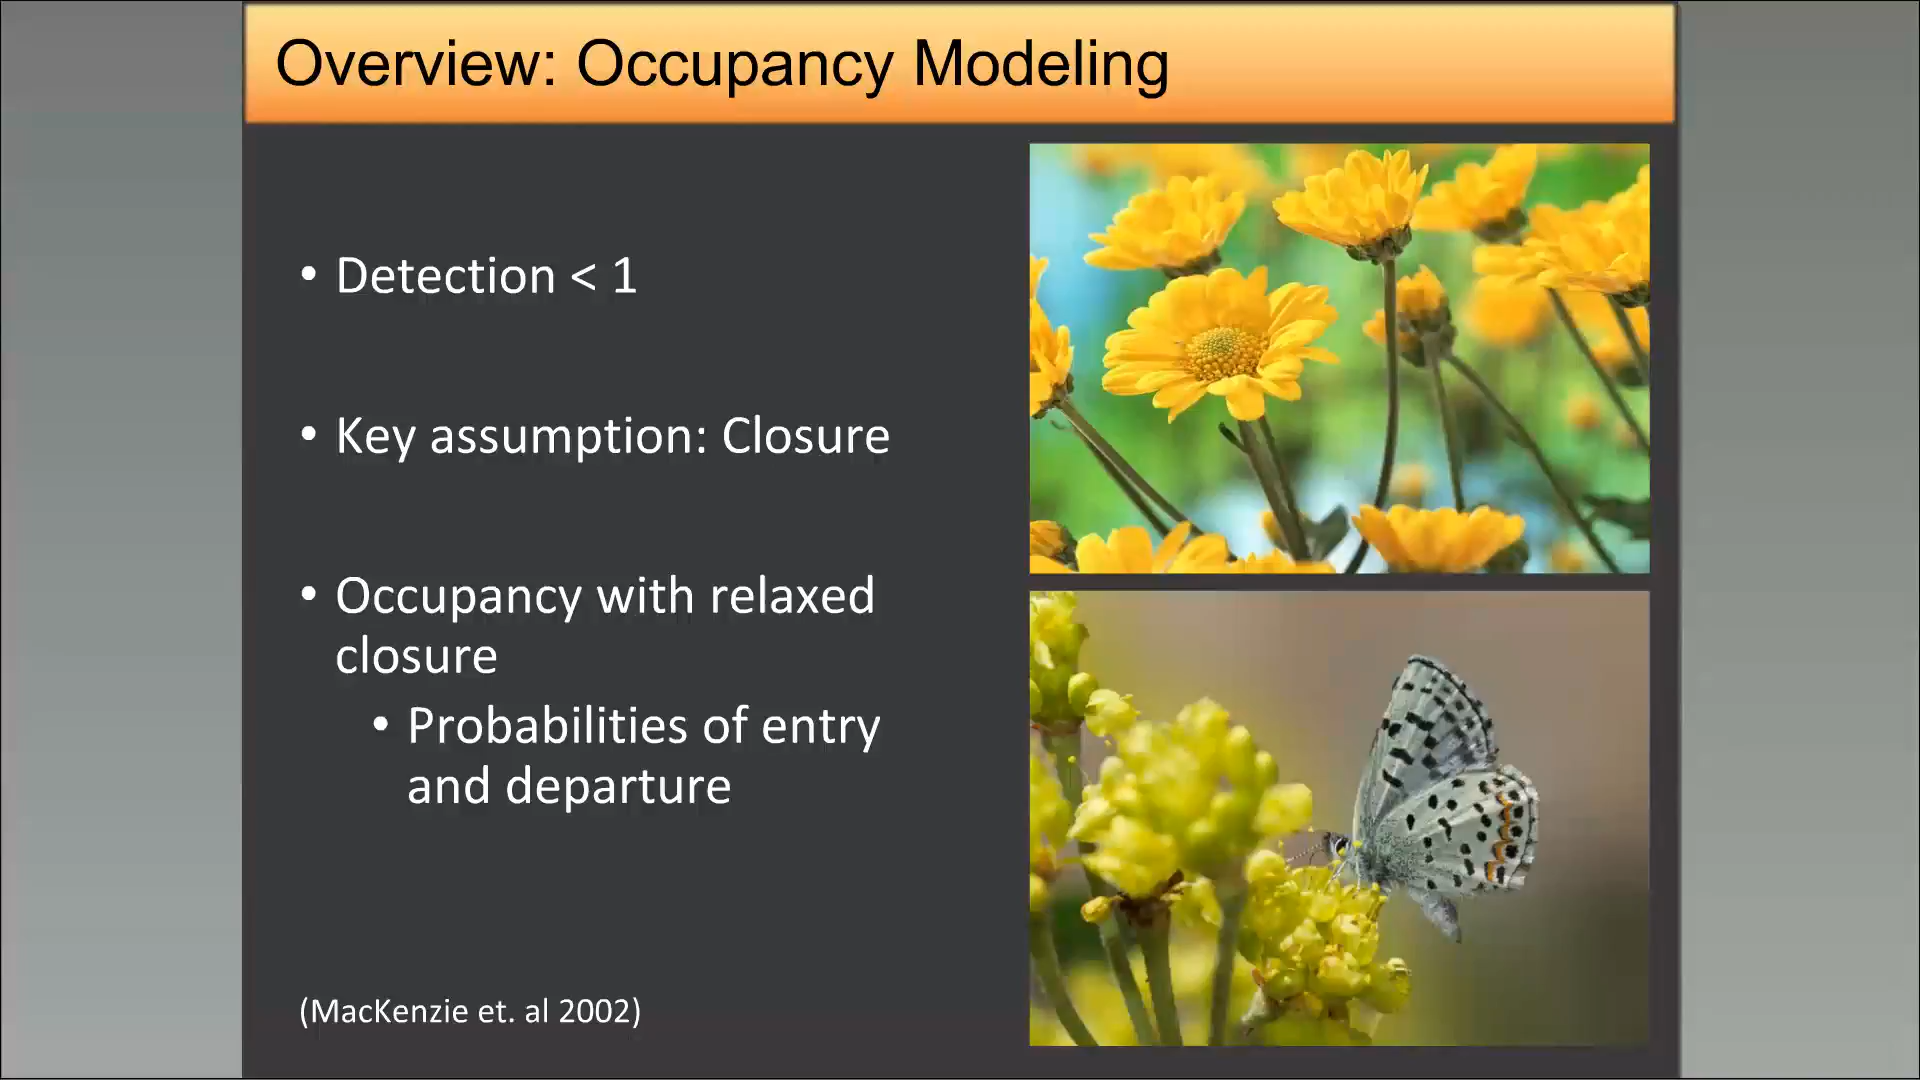 Overview: Occupancy Modeling
• Detection < 1
• Key assumption: Closure
• Occupancy with relaxed
closure
• Probabilities of entry
and departure
(MacKenzie et. al 2002)